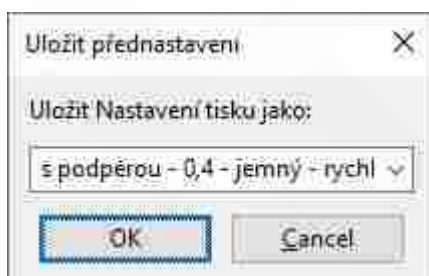 Uložit přednastavení
Uložit Nastavení tisku jako:
s podpěrou - 0,4 - jemný - rychl
OK
Cancel